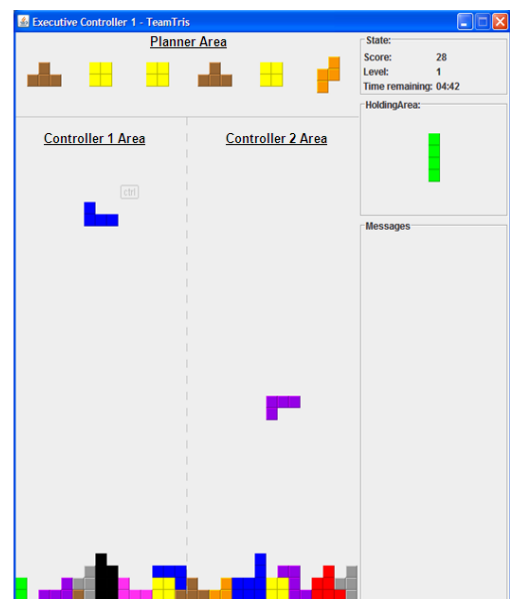 Executive Controller 1 - TeamTris
Planner Area
State:
Score: 28
Level: 1
Time remaining: 04:42
HoldingArea:
Controller 1 Area
Controller 2 Area
ctrl
Messages